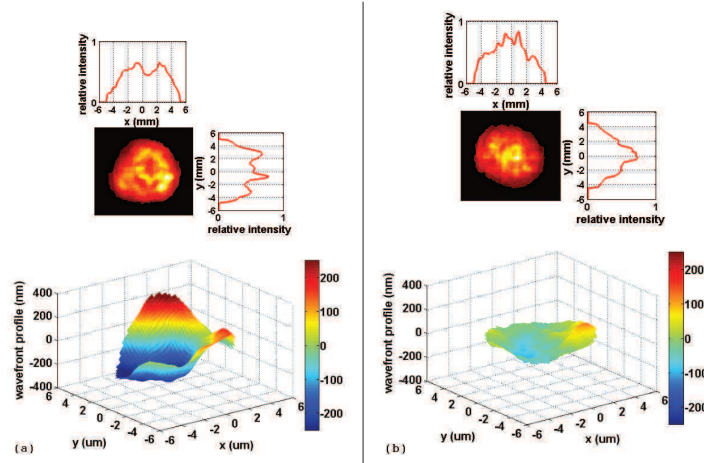 relative intensity
1
0
-6 -4 -2 0 2 4 6
x (mm)
y (mm)
6
4
2
0
-2
-4
-6
0 1
relative intensity
wavefront profile (nm)
400
200
0
-200
-400
6 4 2 0 -2 -4 -6
y (um)
-6 -4 -2 0 2 4 6
x (um)
200
100
0
-100
-200
(a)
relative intensity
1
0
-6 -4 -2 0 2 4 6
x (mm)
y (mm)
6
4
2
0
-2
-4
-6
0 1
relative intensity
wavefront profile (nm)
400
200
0
-200
-400
6 4 2 0 -2 -4 -6
y (um)
-6 -4 -2 0 2 4 6
x (um)
200
100
0
-100
-200
(b)